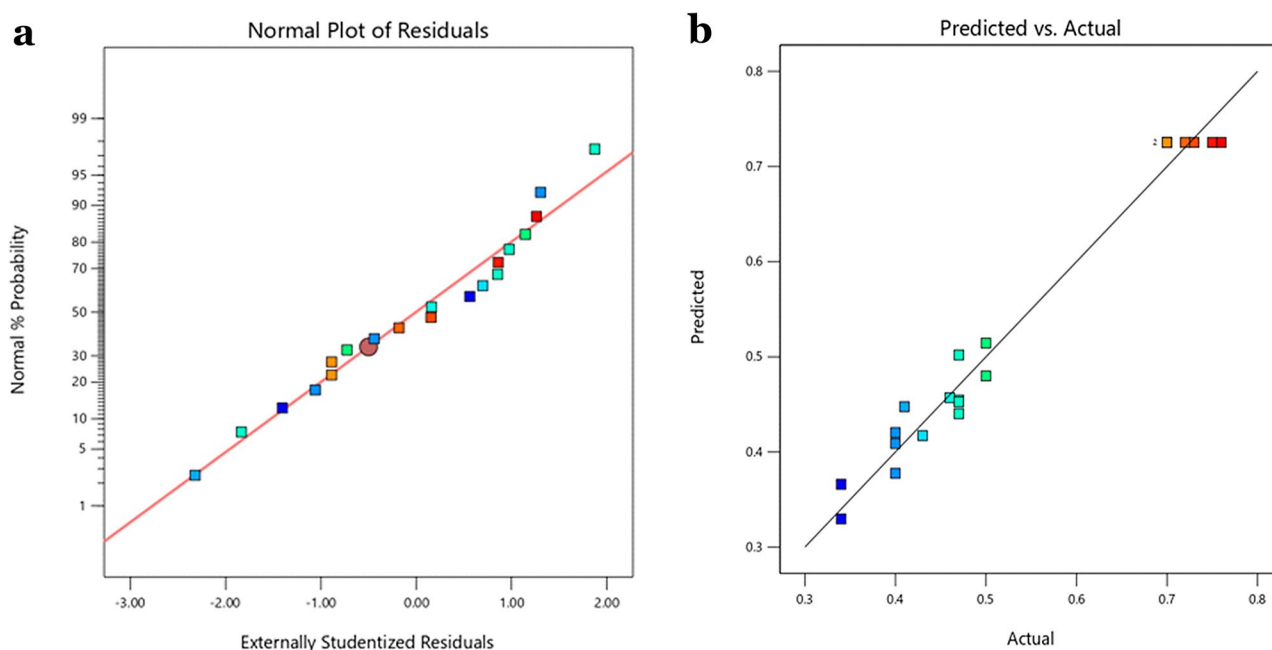 a
Normal Plot of Residuals
Normal % Probability
99
95
90
80
70
50
30
20
10
5
1
-3.00 -2.00 -1.00 0.00 1.00 2.00
Externally Studentized Residuals
b
Predicted vs. Actual
Predicted
0.8
0.7
0.6
0.5
0.4
0.3
2
0.3 0.4 0.5 0.6 0.7 0.8
Actual